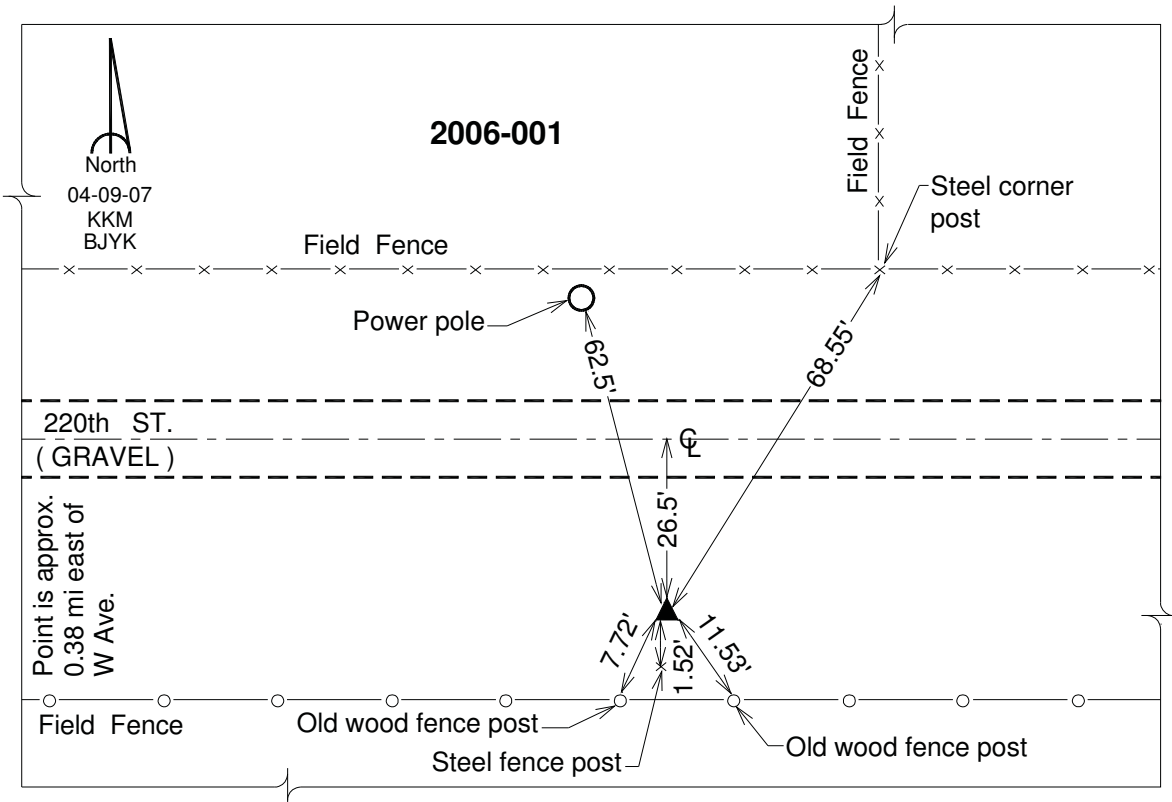 2006-001
North
04-09-07
KKM
BJYK
Field Fence
Steel corner
post
Field Fence
Power pole
62.5'
68.55'
220th ST.
( GRAVEL )
℄
26.5'
Point is approx.
0.38 mi east of
W Ave.
7.72'
1.52'
11.53'
Field Fence
Old wood fence post
Steel fence post
Old wood fence post